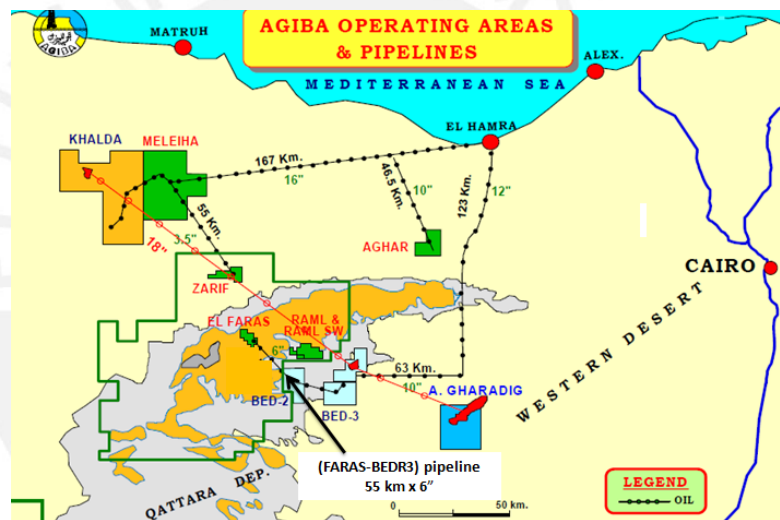 AGIBA
AGIBA OPERATING AREAS
& PIPELINES
MATRUH
ALEX.
MEDITERRANEAN SEA
EL HAMRA
KHALDA
MELEIHA
167 Km.
16"
46.5 Km.
10"
123 Km.
12"
55 Km.
3.5"
18"
AGHAR
CAIRO
ZARIF
EL FARAS
RAML &
RAML SW
6"
63 Km.
10"
A. GHARADIG
BED-2
BED-3
WESTERN DESERT
(FARAS-BEDR3) pipeline
55 km x 6"
QATTARA DEP.
0
50 km.
LEGEND
OIL